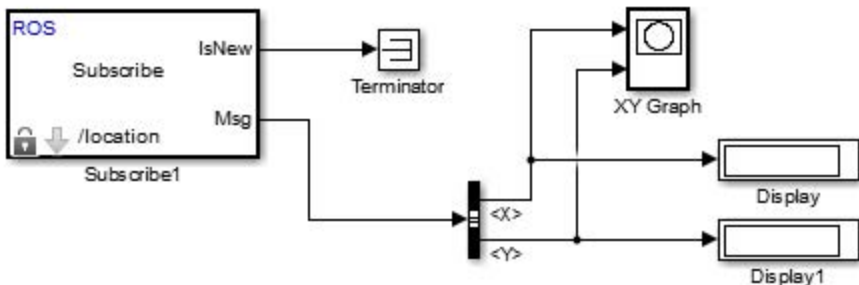 ROS
IsNew
Subscribe
Msg
/location
Subscribe1
Terminator
XY Graph
<X>
<Y>
Display
Display1